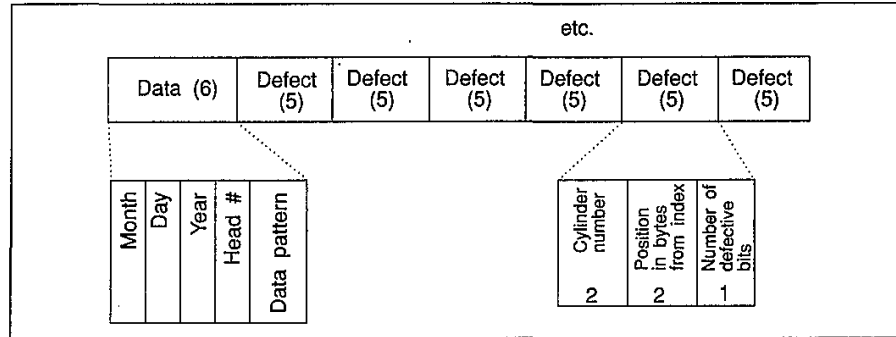 etc.
Data (6)
Defect
(5)
Defect
(5)
Defect
(5)
Defect
(5)
Defect
(5)
Defect
(5)
Month
Day
Year
Head #
Data pattern
Cylinder
number
2
Position
in bytes
from index
2
Number of
defective
bits
1